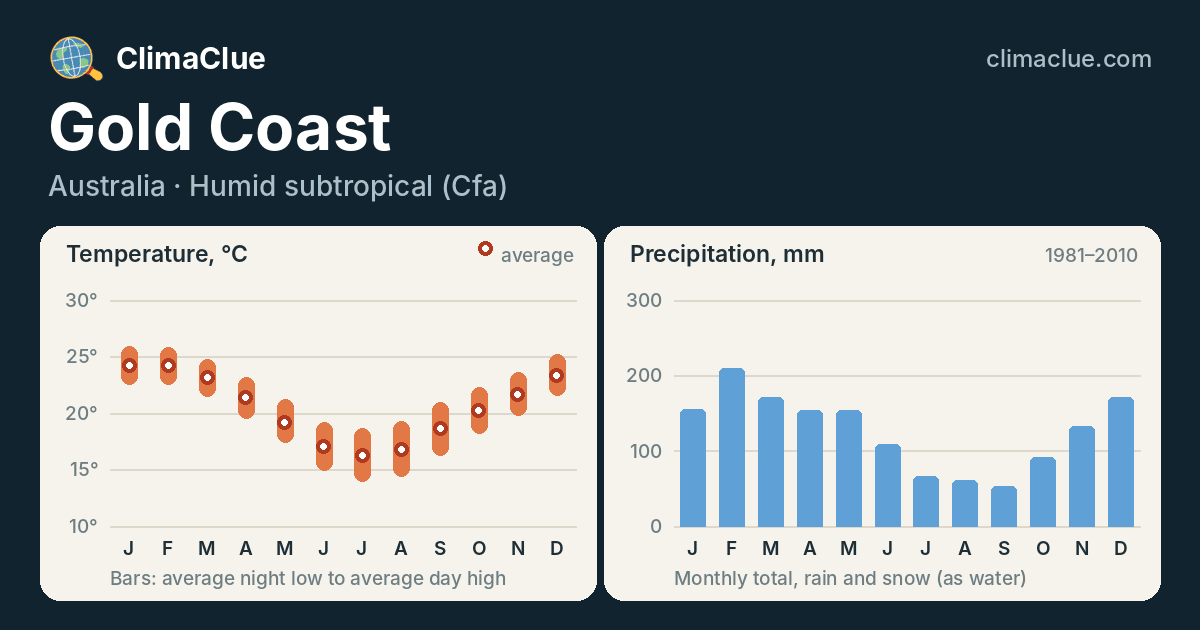 ClimaClue
climaclue.com
Gold Coast
Australia · Humid subtropical (Cfa)
Temperature, °C
average
30°
25°
20°
15°
10°
J F M A M J J A S O N D
Bars: average night low to average day high
Precipitation, mm
1981–2010
300
200
100
0
J F M A M J J A S O N D
Monthly total, rain and snow (as water)